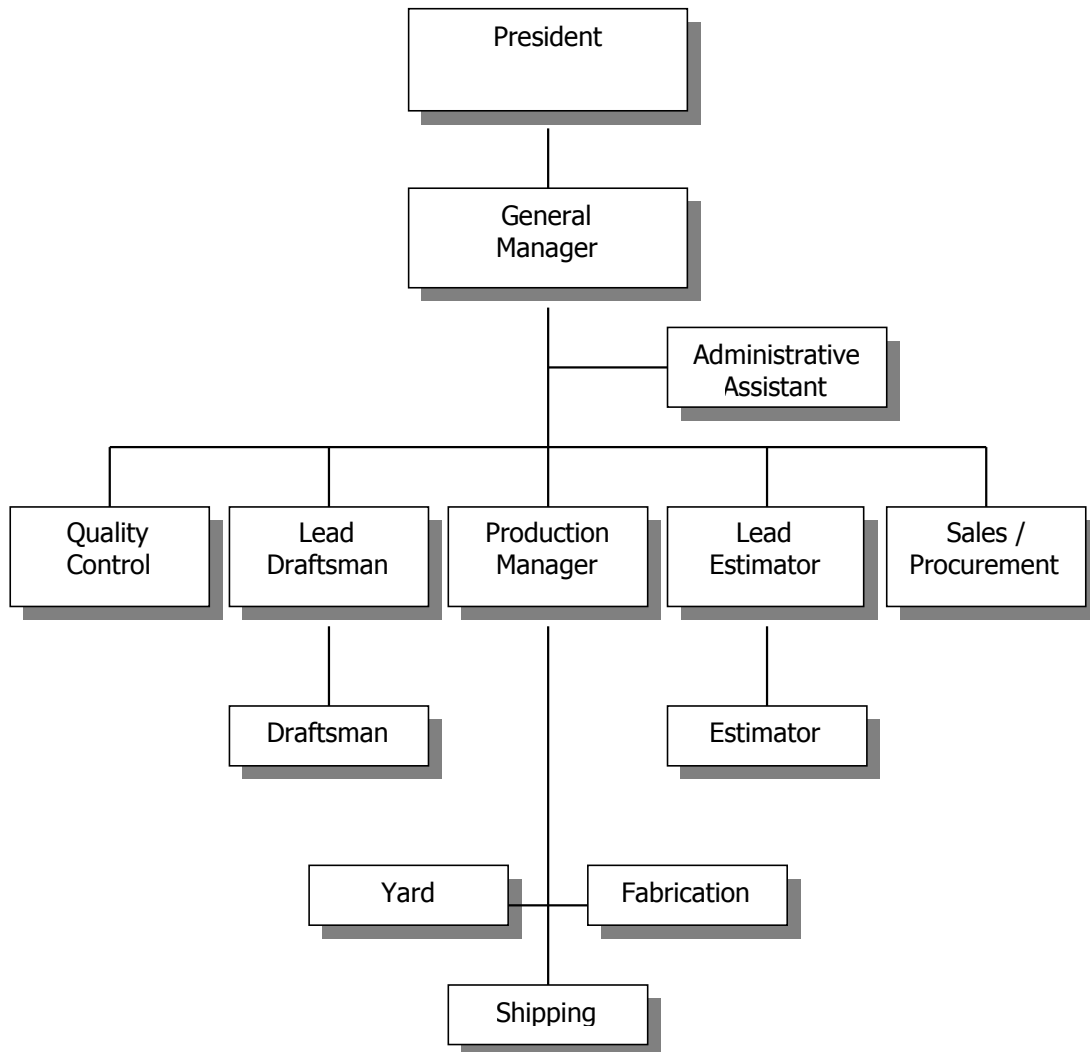 President
General
Manager
Administrative
Assistant
Quality
Control
Lead
Draftsman
Production
Manager
Lead
Estimator
Sales /
Procurement
Draftsman
Estimator
Yard
Fabrication
Shipping